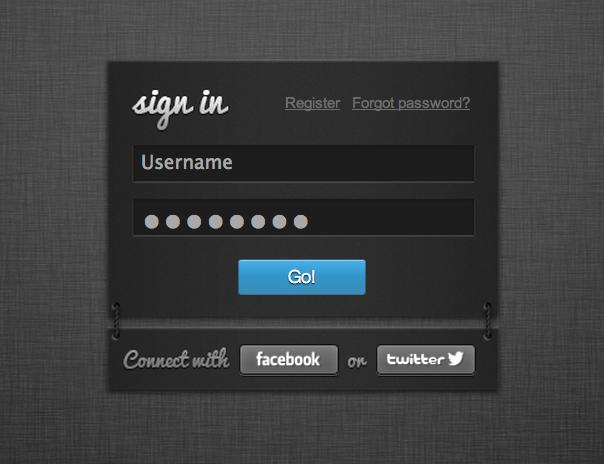 sign in Register Forgot password?
Username
●●●●●●●●
Go!
Connect with facebook or twitter